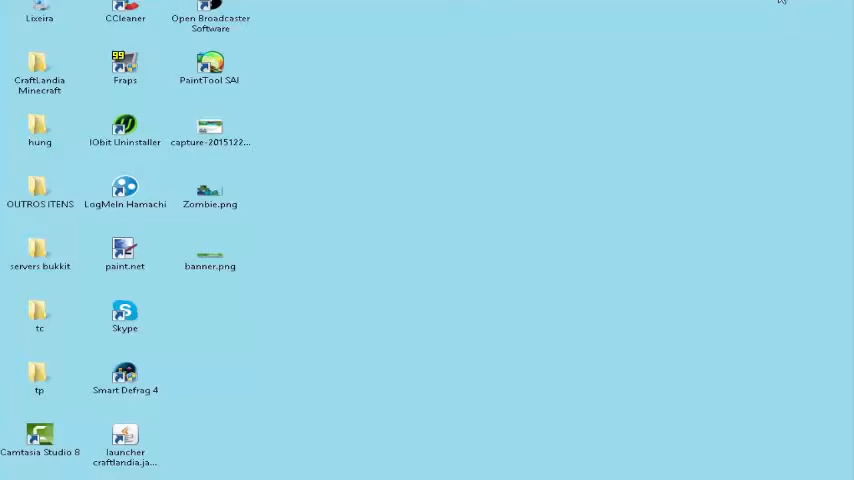 Lixeira
CCleaner
Open Broadcaster
Software
CraftLandia
Minecraft
99
Fraps
PaintTool SAI
hung
IObit Uninstaller
capture-2015122...
OUTROS ITENS
LogMeIn Hamachi
Zombie.png
servers bukkit
paint.net
banner.png
tc
Skype
tp
Smart Defrag 4
Camtasia Studio 8
launcher
craftlandia.ja...